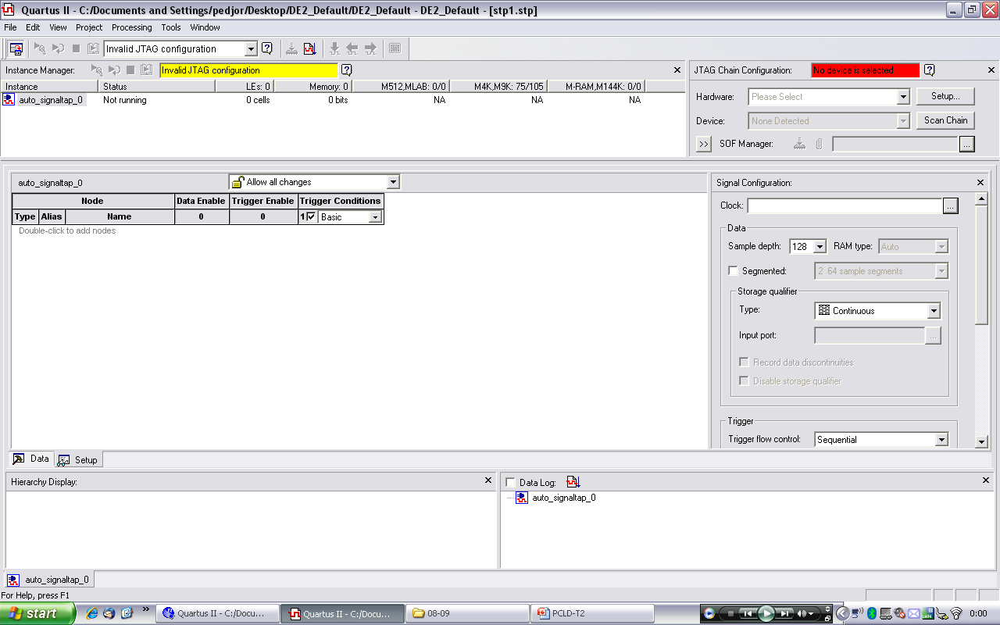 Quartus II - C:/Documents and Settings/pedjor/Desktop/DE2_Default/DE2_Default - DE2_Default - [stp1.stp]
File Edit View Project Processing Tools Window
Invalid JTAG configuration
Instance Manager: Invalid JTAG configuration
Instance Status LEs: 0 Memory: 0 M512,MLAB: 0/0 M4K,M9K: 75/105 M-RAM,M144K: 0/0
auto_signaltap_0 Not running 0 cells 0 bits NA NA NA
JTAG Chain Configuration: No device is selected
Hardware: Please Select Setup...
Device: None Detected Scan Chain
>> SOF Manager: ...
auto_signaltap_0 Allow all changes
Node Data Enable Trigger Enable Trigger Conditions
Type Alias Name 0 0 1 Basic
Double-click to add nodes
Signal Configuration:
Clock: ...
Data
Sample depth: 128 RAM type: Auto
Segmented: 2 64 sample segments
Storage qualifier
Type: Continuous
Input port: ...
Record data discontinuities
Disable storage qualifier
Trigger
Trigger flow control: Sequential
Data Setup
Hierarchy Display:
Data Log:
auto_signaltap_0
auto_signaltap_0
For Help, press F1
start » Quartus II - C:/Docu... Quartus II - C:/Docu... 08-09 PCLD-T2 0:00